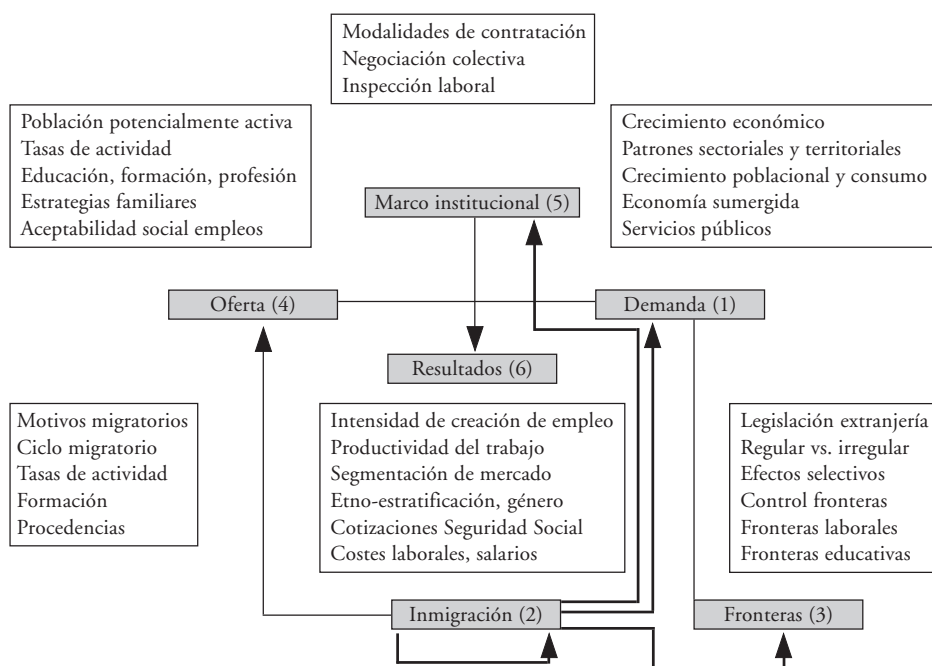 Modalidades de contratación
Negociación colectiva
Inspección laboral
Población potencialmente activa
Tasas de actividad
Educación, formación, profesión
Estrategias familiares
Aceptabilidad social empleos
Crecimiento económico
Patrones sectoriales y territoriales
Crecimiento poblacional y consumo
Economía sumergida
Servicios públicos
Marco institucional (5)
Oferta (4)
Demanda (1)
Resultados (6)
Motivos migratorios
Ciclo migratorio
Tasas de actividad
Formación
Procedencias
Intensidad de creación de empleo
Productividad del trabajo
Segmentación de mercado
Etno-estratificación, género
Cotizaciones Seguridad Social
Costes laborales, salarios
Legislación extranjería
Regular vs. irregular
Efectos selectivos
Control fronteras
Fronteras laborales
Fronteras educativas
Inmigración (2)
Fronteras (3)